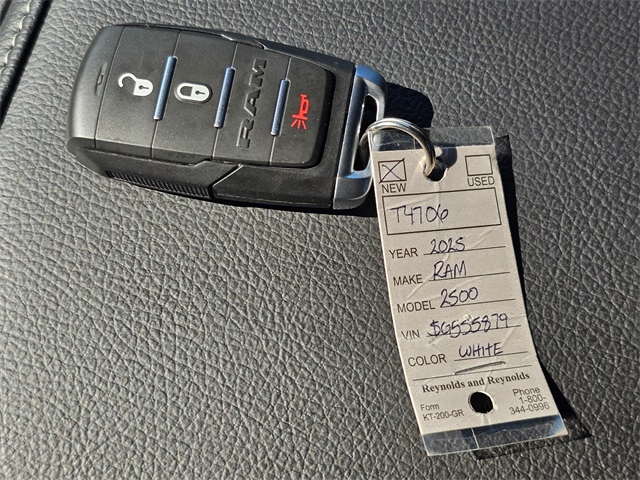 RAM
NEW USED
T4706
YEAR 2025
MAKE RAM
MODEL 2500
VIN SG555879
COLOR WHITE
Reynolds and Reynolds
Form
KT-200-GR
Phone
1-800-
344-0996